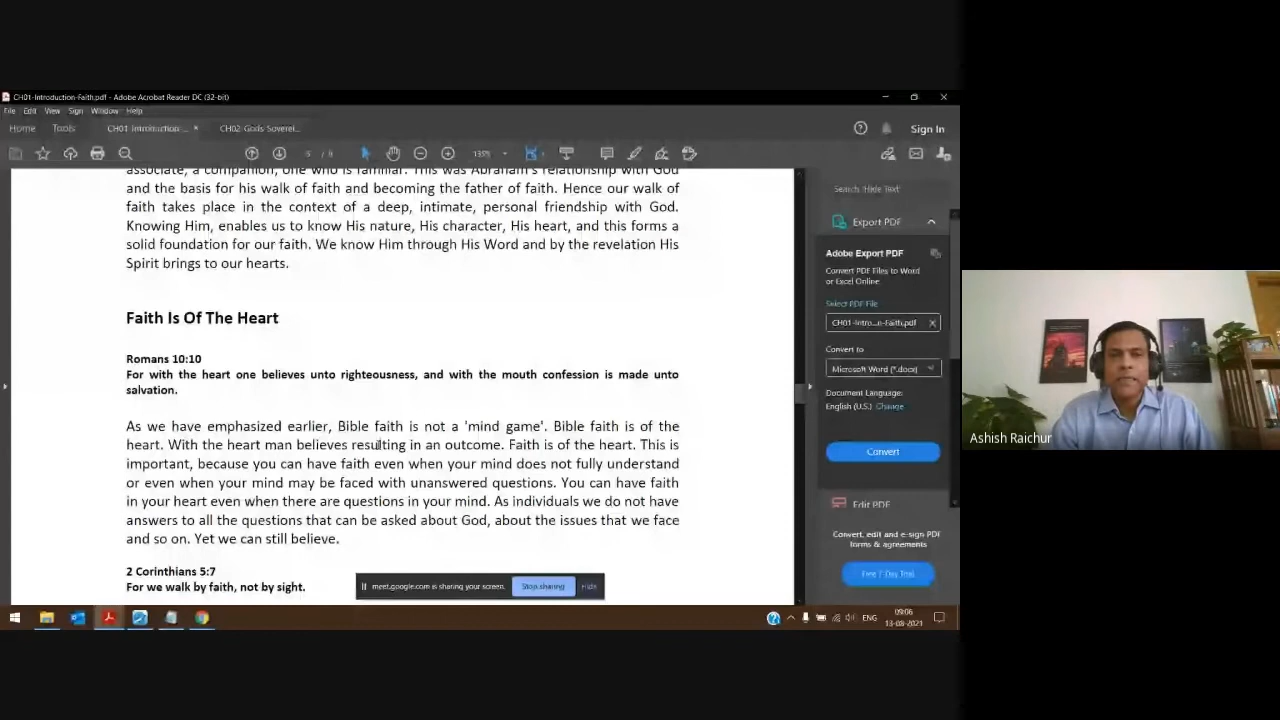 CH01-Introduction-Faith.pdf - Adobe Acrobat Reader DC (32-bit)
File Edit View Sign Window Help
Home Tools CH01-Introduction ... × CH02-Gods Soverei... Sign In
5 / 8 135%
associate, a companion, one who is familiar. This was Abraham's relationship with God
and the basis for his walk of faith and becoming the father of faith. Hence our walk of
faith takes place in the context of a deep, intimate, personal friendship with God.
Knowing Him, enables us to know His nature, His character, His heart, and this forms a
solid foundation for our faith. We know Him through His Word and by the revelation His
Spirit brings to our hearts.
Faith Is Of The Heart
Romans 10:10
For with the heart one believes unto righteousness, and with the mouth confession is made unto
salvation.
As we have emphasized earlier, Bible faith is not a 'mind game'. Bible faith is of the
heart. With the heart man believes resulting in an outcome. Faith is of the heart. This is
important, because you can have faith even when your mind does not fully understand
or even when your mind may be faced with unanswered questions. You can have faith
in your heart even when there are questions in your mind. As individuals we do not have
answers to all the questions that can be asked about God, about the issues that we face
and so on. Yet we can still believe.
2 Corinthians 5:7
For we walk by faith, not by sight.
meet.google.com is sharing your screen. Stop sharing Hide
Search 'Hide Text'
Export PDF
Adobe Export PDF
Convert PDF Files to Word
or Excel Online
Select PDF File
CH01-Intro...n-Faith.pdf ×
Convert to
Microsoft Word (*.docx)
Document Language:
English (U.S.) Change
Convert
Edit PDF
Convert, edit and e-sign PDF
forms & agreements
Free 7-Day Trial
ENG
09:06
13-08-2021
Ashish Raichur